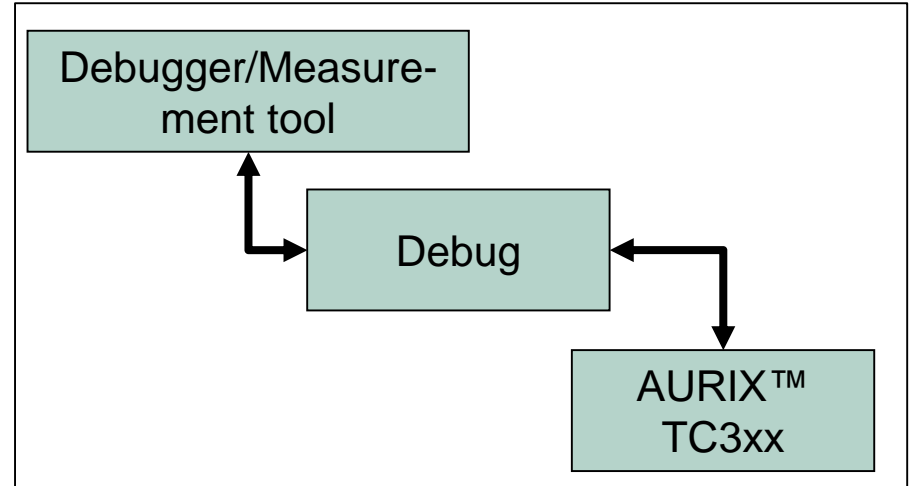 Debugger/Measure-
ment tool
Debug
AURIX™
TC3xx